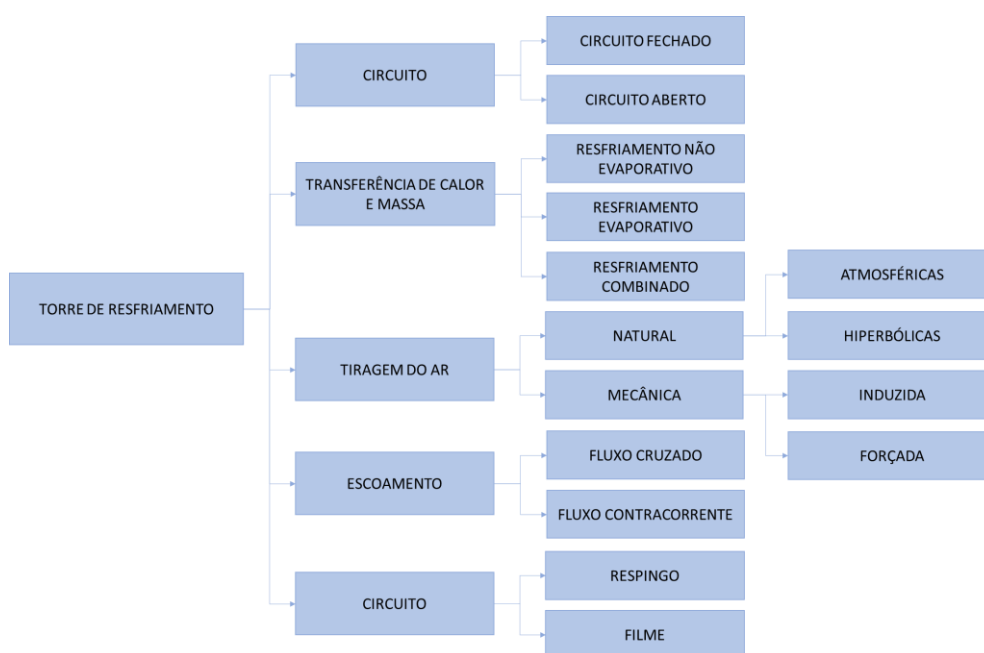 CIRCUITO FECHADO
CIRCUITO
CIRCUITO ABERTO
RESFRIAMENTO NÃO
EVAPORATIVO
TRANSFERÊNCIA DE CALOR
E MASSA
RESFRIAMENTO
EVAPORATIVO
RESFRIAMENTO
COMBINADO
ATMOSFÉRICAS
TORRE DE RESFRIAMENTO
NATURAL
HIPERBÓLICAS
TIRAGEM DO AR
MECÂNICA
INDUZIDA
FLUXO CRUZADO
FORÇADA
ESCOAMENTO
FLUXO CONTRACORRENTE
RESPINGO
CIRCUITO
FILME